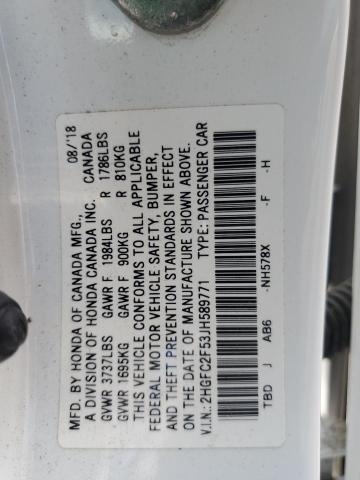 MFD. BY HONDA OF CANADA MFG., 08/'18
A DIVISION OF HONDA CANADA INC. CANADA
GVWR 3737LBS GAWR F 1984LBS R 1786LBS
GVWR 1695KG GAWR F 900KG R 810KG
THIS VEHICLE CONFORMS TO ALL APPLICABLE
FEDERAL MOTOR VEHICLE SAFETY, BUMPER,
AND THEFT PREVENTION STANDARDS IN EFFECT
ON THE DATE OF MANUFACTURE SHOWN ABOVE.
V.I.N.: 2HGFC2F53JH589771 TYPE: PASSENGER CAR
TBD J AB6 -NH578X -F -H